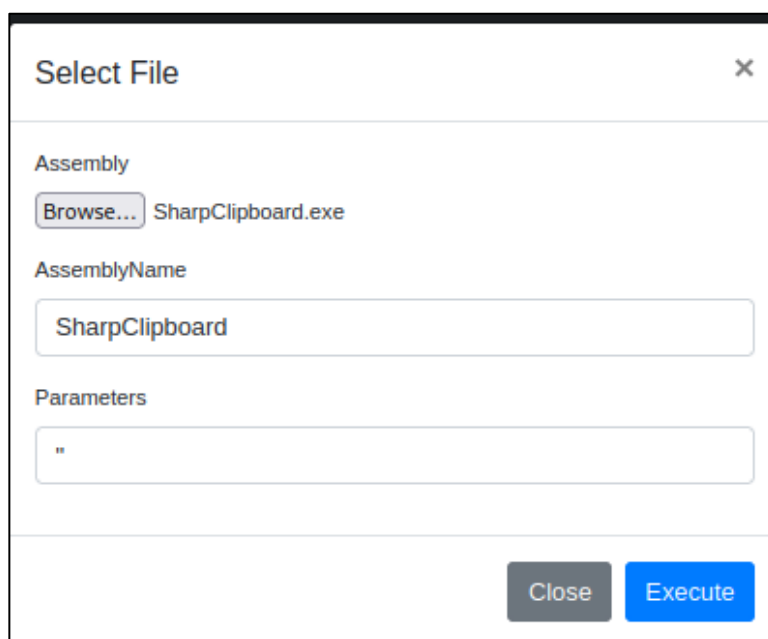 Select File ×
Assembly
Browse... SharpClipboard.exe
AssemblyName
SharpClipboard
Parameters
"
Close Execute